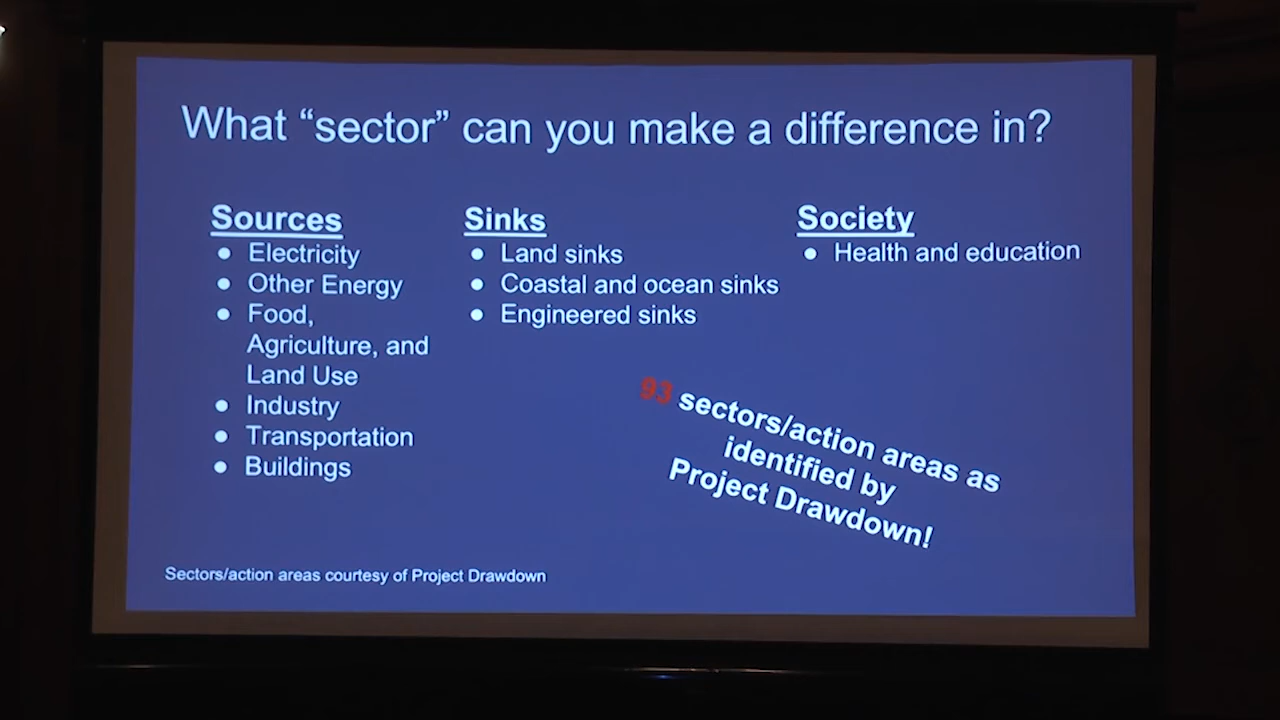 What “sector” can you make a difference in?
Sources
● Electricity
● Other Energy
● Food,
Agriculture, and
Land Use
● Industry
● Transportation
● Buildings
Sinks
● Land sinks
● Coastal and ocean sinks
● Engineered sinks
Society
● Health and education
93 sectors/action areas as
identified by
Project Drawdown!
Sectors/action areas courtesy of Project Drawdown